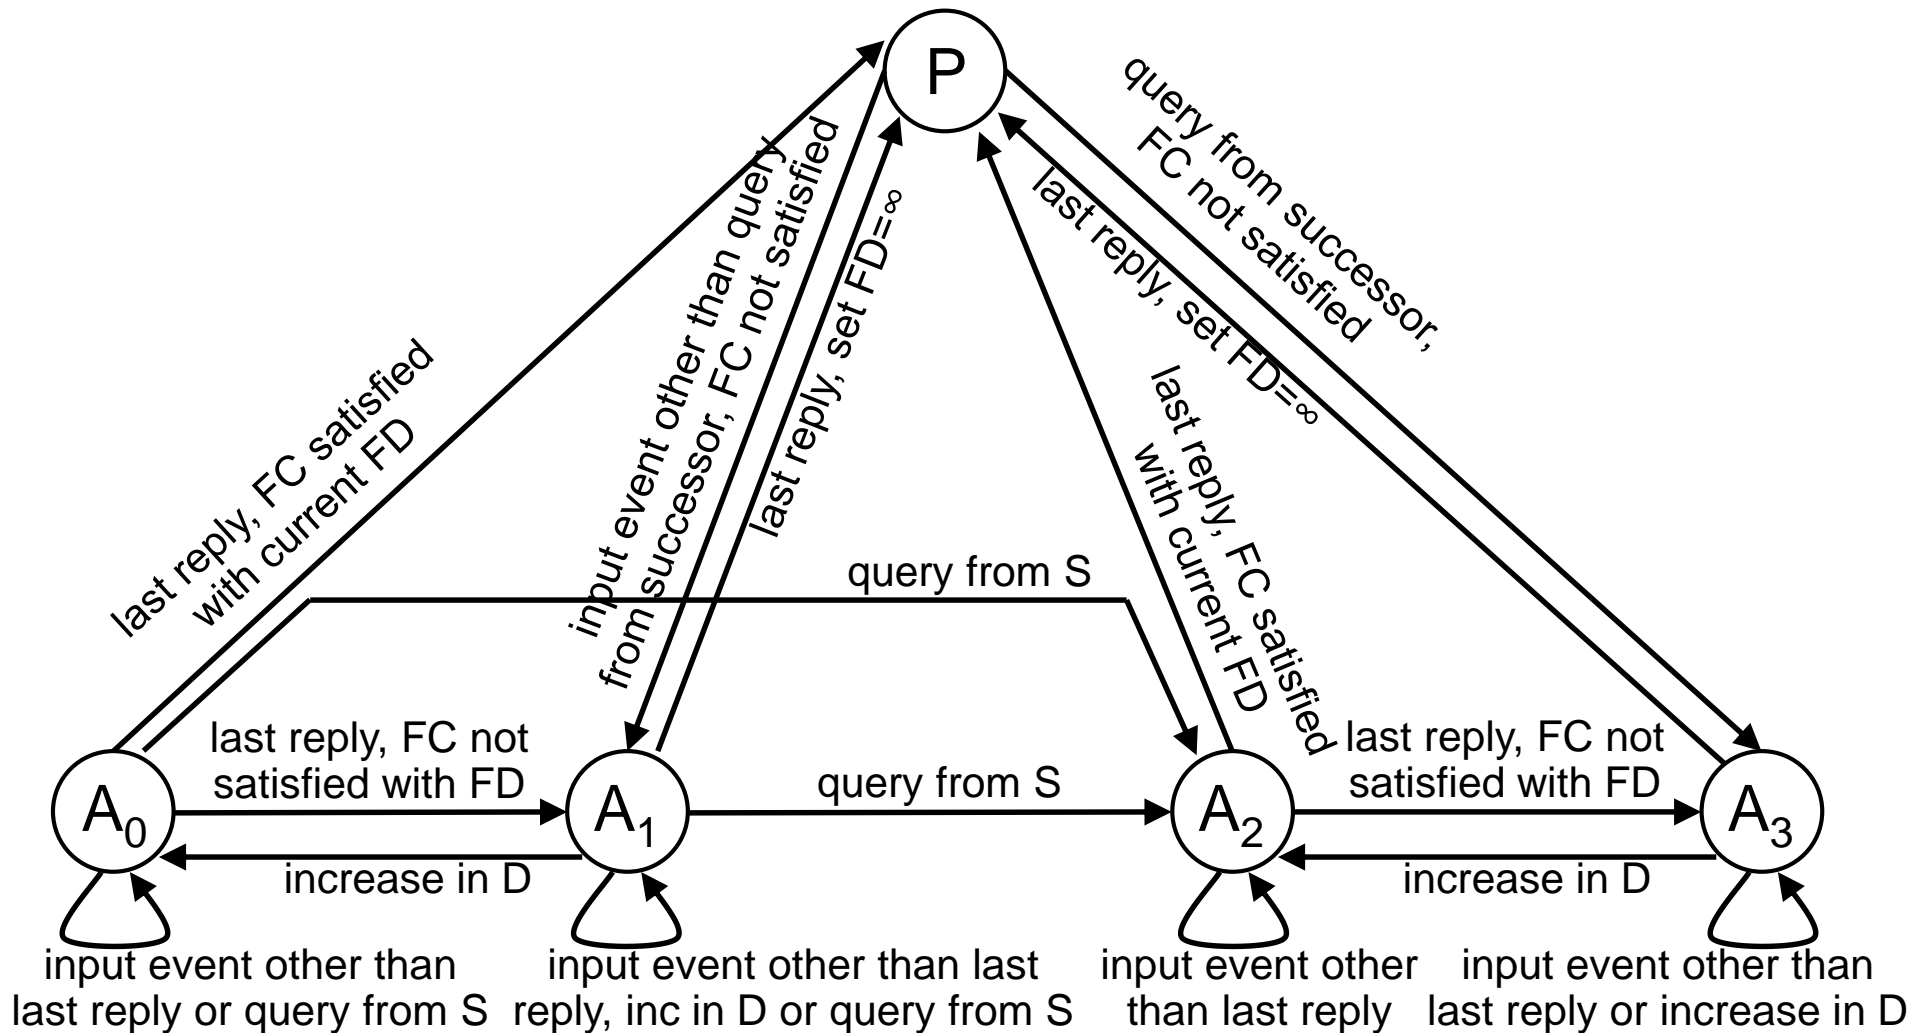 P
query from successor,
FC not satisfied
last reply, set FD=∞
input event other than query
from successor, FC not satisfied
last reply, set FD=∞
last reply, FC satisfied
with current FD
last reply, FC satisfied
with current FD
query from S
last reply, FC not
satisfied with FD
query from S
last reply, FC not
satisfied with FD
A0
A1
A2
A3
increase in D
increase in D
input event other than
last reply or query from S
input event other than last
reply, inc in D or query from S
input event other
than last reply
input event other than
last reply or increase in D